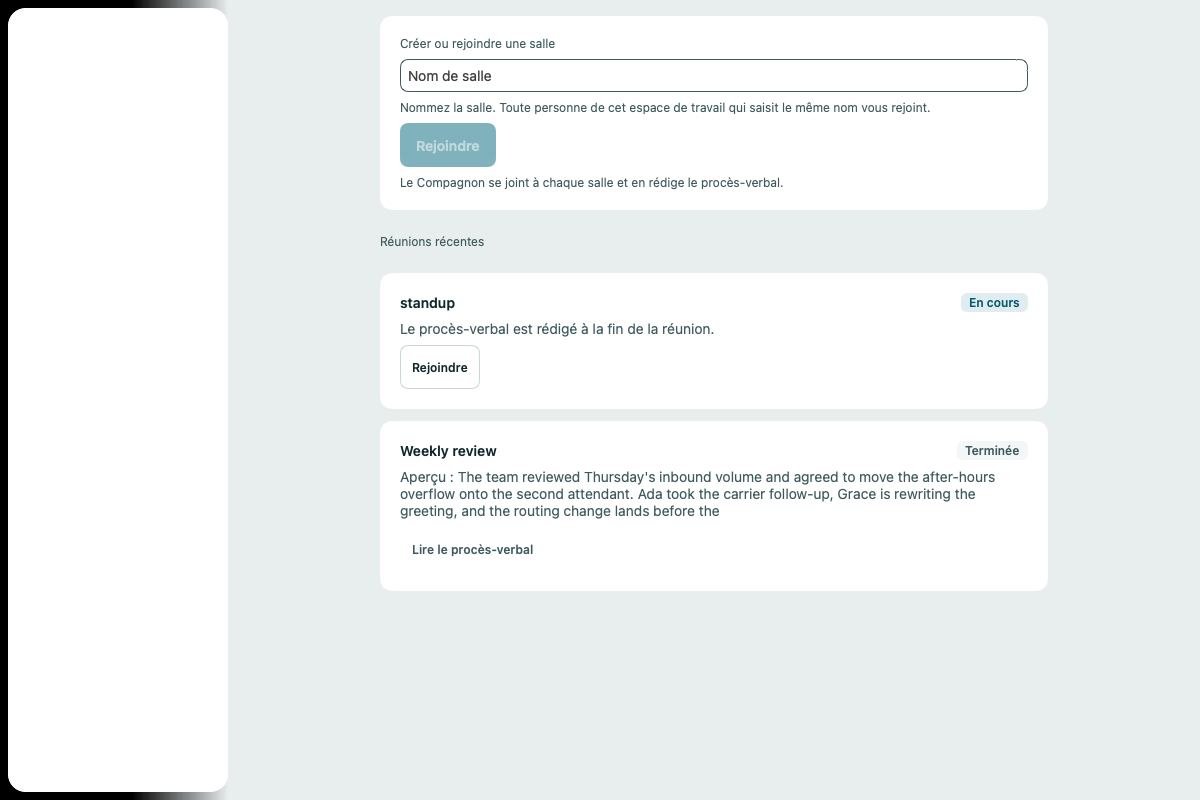 Créer ou rejoindre une salle
Nom de salle
Nommez la salle. Toute personne de cet espace de travail qui saisit le même nom vous rejoint.
Rejoindre
Le Compagnon se joint à chaque salle et en rédige le procès-verbal.
Réunions récentes
standup
En cours
Le procès-verbal est rédigé à la fin de la réunion.
Rejoindre
Weekly review
Terminée
Aperçu : The team reviewed Thursday's inbound volume and agreed to move the after-hours
overflow onto the second attendant. Ada took the carrier follow-up, Grace is rewriting the
greeting, and the routing change lands before the
Lire le procès-verbal